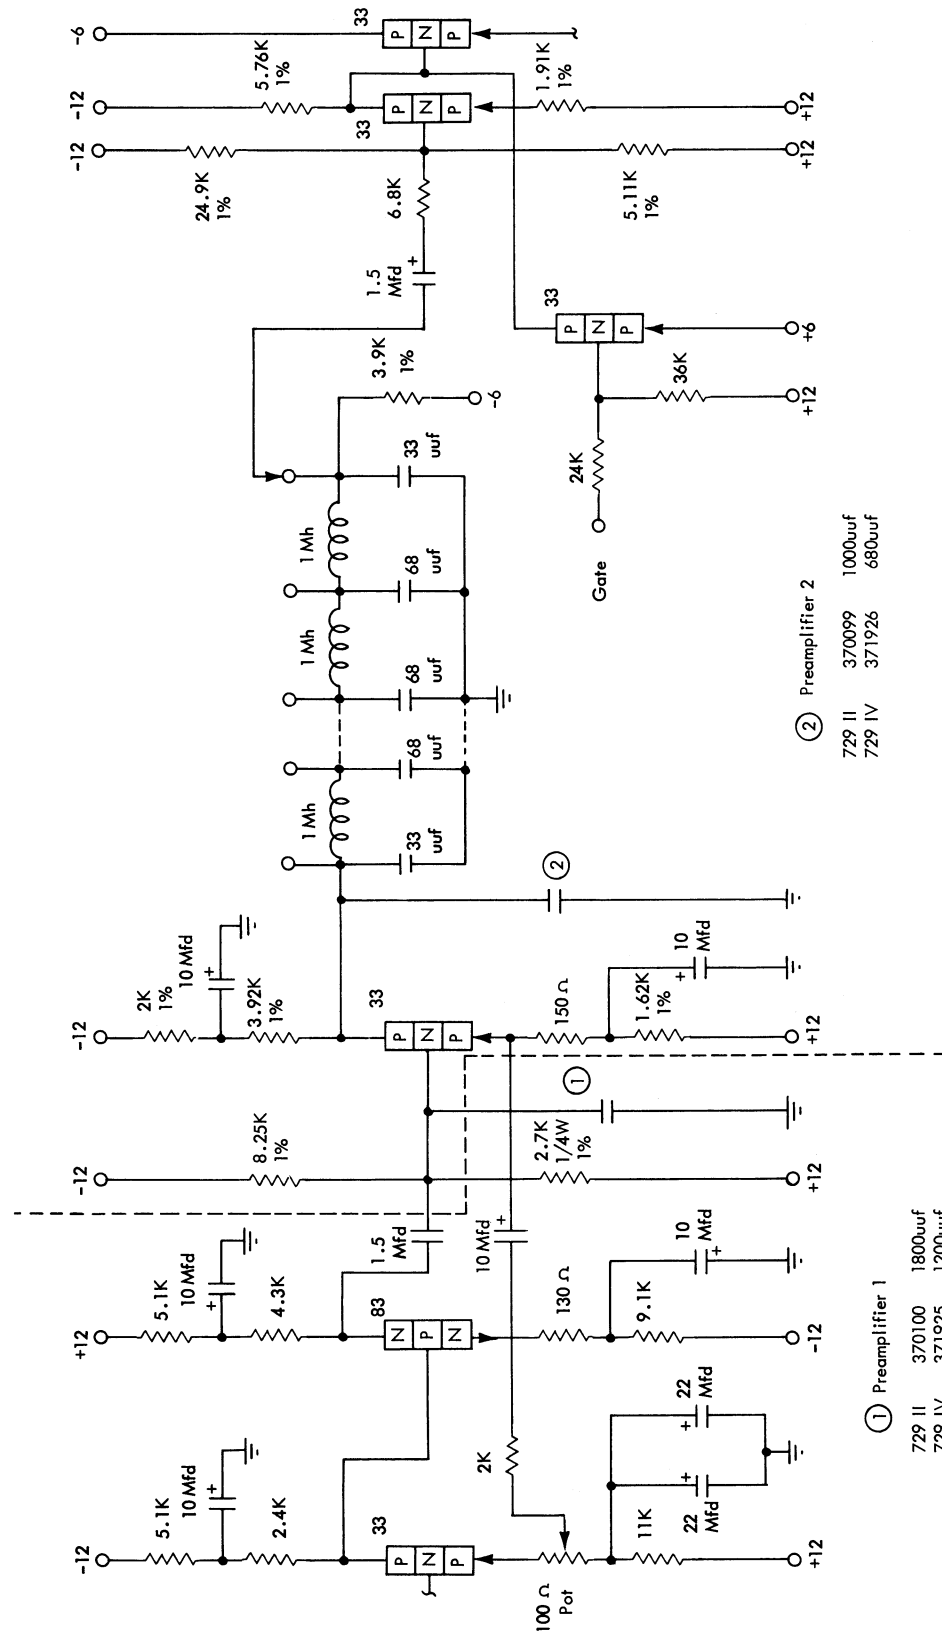 -12
+12
-12
-12
-12
-12
-6
5.1K
10 Mfd
2.4K
33
100 Ω
Pot
11K
22
Mfd
22
Mfd
+12
2K
5.1K
10 Mfd
4.3K
83
1.5
Mfd
10 Mfd
130 Ω
9.1K
10
Mfd
-12
8.25K
1%
2.7K
1/4W
1%
+12
1
2K
1%
10 Mfd
3.92K
1%
33
150 Ω
1.62K
1%
10
Mfd
+12
2
1 Mh
1 Mh
1 Mh
33
uuf
68
uuf
68
uuf
68
uuf
33
uuf
3.9K
1%
-6
1.5
Mfd
6.8K
24.9K
1%
5.76K
1%
33
33
5.11K
1%
1.91K
1%
+12
+12
Gate
24K
33
36K
+12
+6
P
N
P
N
P
N
P
N
P
P
N
P
P
N
P
P
N
P
1 Preamplifier 1
729 II 370100 1800uuf
729 IV 371925 1200uuf
2 Preamplifier 2
729 II 370099 1000uuf
729 IV 371926 680uuf